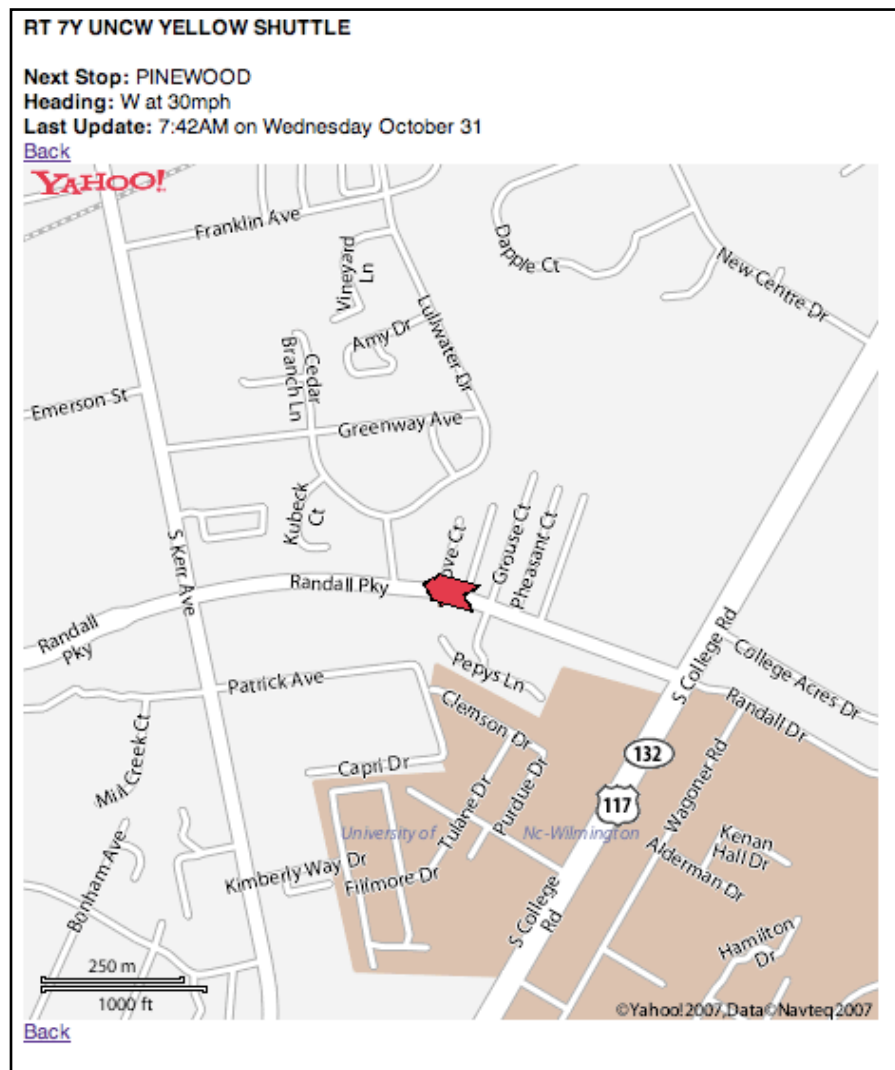 RT 7Y UNCW YELLOW SHUTTLE
Next Stop: PINEWOOD
Heading: W at 30mph
Last Update: 7:42AM on Wednesday October 31
Back
YAHOO!
Franklin Ave
Vineyard Ln
Dapple Ct
New Centre Dr
Lullwater Dr
Amy Dr
Cedar Branch Ln
Emerson St
Greenway Ave
Kubeck Ct
S Kerr Ave
Grouse Ct
Pheasant Ct
Randall Pky
Randall Pky
S College Rd
College Acres Dr
Pepys Ln
Patrick Ave
Clemson Dr
Randall Dr
Mill Creek Ct
Capri Dr
132
Wagoner Rd
Tulane Dr
Purdue Dr
117
University of Nc-Wilmington
Kenan Hall Dr
Alderman Dr
Bonham Ave
Kimberly Way Dr
Fillmore Dr
S College Rd
Hamilton Dr
250 m
1000 ft
©Yahoo!2007,Data©Navteq2007
Back